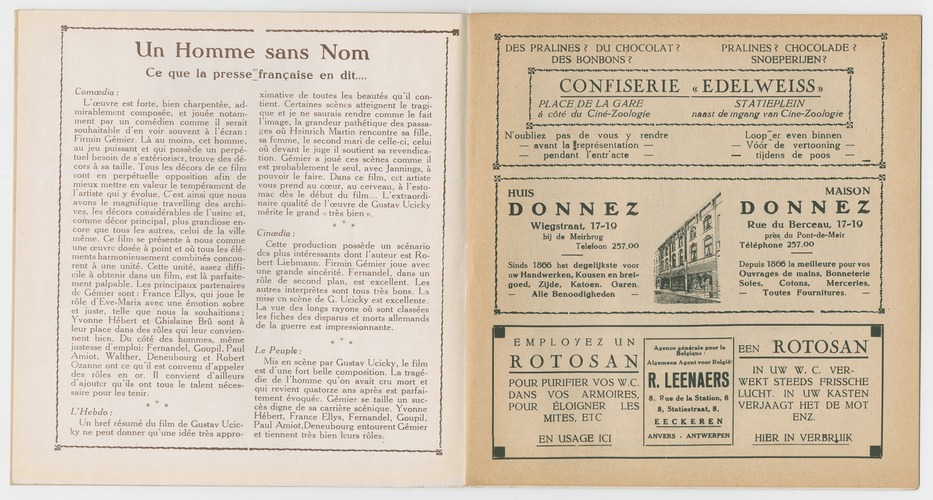 Un Homme sans Nom
Ce que la presse française en dit....
Comœdia :
L'œuvre est forte, bien charpentée, ad-
mirablement composée, et jouée notam-
ment par un comédien comme il serait
souhaitable d'en voir souvent à l'écran :
Firmin Gémier. Là au moins, cet homme,
au jeu puissant et qui possède un perpé-
tuel besoin de s'extérioriser, trouve des dé-
cors à sa taille. Tous les décors de ce film
sont en perpétuelle opposition afin de
mieux mettre en valeur le tempérament de
l'artiste qui y évolue. C'est ainsi que nous
avons le magnifique travelling des archi-
ves, les décors considérables de l'usine et,
comme décor principal, plus grandiose en-
core que tous les autres, celui de la ville
même. Ce film se présente à nous comme
une œuvre dosée à point et où tous les élé-
ments harmonieusement combinés concou-
rent à une unité. Cette unité, assez diffi-
cile à obtenir dans un film, est là parfaite-
ment palpable. Les principaux partenaires
de Gémier sont : France Ellys, qui joue le
rôle d'Eve-Maria avec une émotion sobre
et juste, telle que nous la souhaitions ;
Yvonne Hébert et Ghislaine Brû sont à
leur place dans des rôles qui leur convien-
nent bien. Du côté des hommes, même
justesse d'emploi: Fernandel, Goupil, Paul
Amiot, Walther, Deneubourg et Robert
Ozanne ont ce qu'il est convenu d'appeler
des rôles en or. Il convient d'ailleurs
d'ajouter qu'ils ont tous le talent néces-
saire pour les tenir.
* * *
L'Hebdo :
Un bref résumé du film de Gustav Ucic-
ky ne peut donner qu'une idée très appro-
ximative de toutes les beautés qu'il con-
tient. Certaines scènes atteignent le tragi-
que et je ne saurais rendre comme le fait
l'image, la grandeur pathétique des passa-
ges où Heinrich Martin rencontre sa fille,
sa femme, le second mari de celle-ci, celui
où devant le juge il soutient sa revendica-
tion. Gémier a joué ces scènes comme il
est probablement le seul, avec Jannings, à
pouvoir le faire. Dans ce film, cet artiste
vous prend au cœur, au cerveau, à l'esto-
mac dès le début du film... L'extraordi-
naire qualité de l'œuvre de Gustav Ucicky
mérite le grand « très bien ».
* * *
Cinœdia :
Cette production possède un scénario
des plus intéressants dont l'auteur est Ro-
bert Liebmann. Firmin Gémier joue avec
une grande sincérité. Fernandel, dans un
rôle de second plan, est excellent. Les
autres interprètes sont tous très bons. La
mise en scène de G. Ucicky est excellente.
La vue des longs rayons où sont classées
les fiches des disparus et morts allemands
de la guerre est impressionnante.
* * *
Le Peuple :
Mis en scène par Gustav Ucicky, le film
est d'une fort belle composition. La tragé-
die de l'homme qu'on avait cru mort et
qui revient quatorze ans après est parfai-
tement évoquée. Gémier se taille un suc-
cès digne de sa carrière scénique. Yvonne
Hébert, France Ellys, Fernandel, Goupil,
Paul Amiot, Deneubourg entourent Gémier
et tiennent très bien leurs rôles.
DES PRALINES ? DU CHOCOLAT ?
DES BONBONS ?
PRALINES ? CHOCOLADE ?
SNOEPERIJEN ?
CONFISERIE « EDELWEISS »
PLACE DE LA GARE
à côté du Ciné-Zoologie
STATIEPLEIN
naast de ingang van Cine-Zoologie
N'oubliez pas de vous y rendre
— avant la représentation —
— pendant l'entr'acte —
Loop er even binnen
— Vóór de vertooning —
— tijdens de poos —
HUIS
DONNEZ
Wiegstraat, 17-19
bij de Meirbrug
Telefoon 257.00
Sinds 1866 het degelijkste voor
uw Handwerken, Kousen en brei-
goed, Zijde, Katoen. Garen.
— Alle Benoodigheden —
MAISON
DONNEZ
Rue du Berceau, 17-19
près du Pont-de-Meir
Téléphone 257.00
Depuis 1866 la meilleure pour vos
Ouvrages de mains, Bonneterie
Soies, Cotons, Merceries,
— Toutes Fournitures. —
EMPLOYEZ UN
ROTOSAN
POUR PURIFIER VOS W.C.
DANS VOS ARMOIRES,
POUR ÉLOIGNER LES
MITES, ETC
EN USAGE ICI
Agence générale pour la
Belgique :
Algemeen Agent voor België
R. LEENAERS
8, Rue de la Station, 8
8, Statiestraat, 8,
EECKEREN
ANVERS - ANTWERPEN
EEN ROTOSAN
IN UW W. C. VER-
WEKT STEEDS FRISSCHE
LUCHT. IN UW KASTEN
VERJAAGT HET DE MOT
ENZ.
HIER IN VERBRUIK